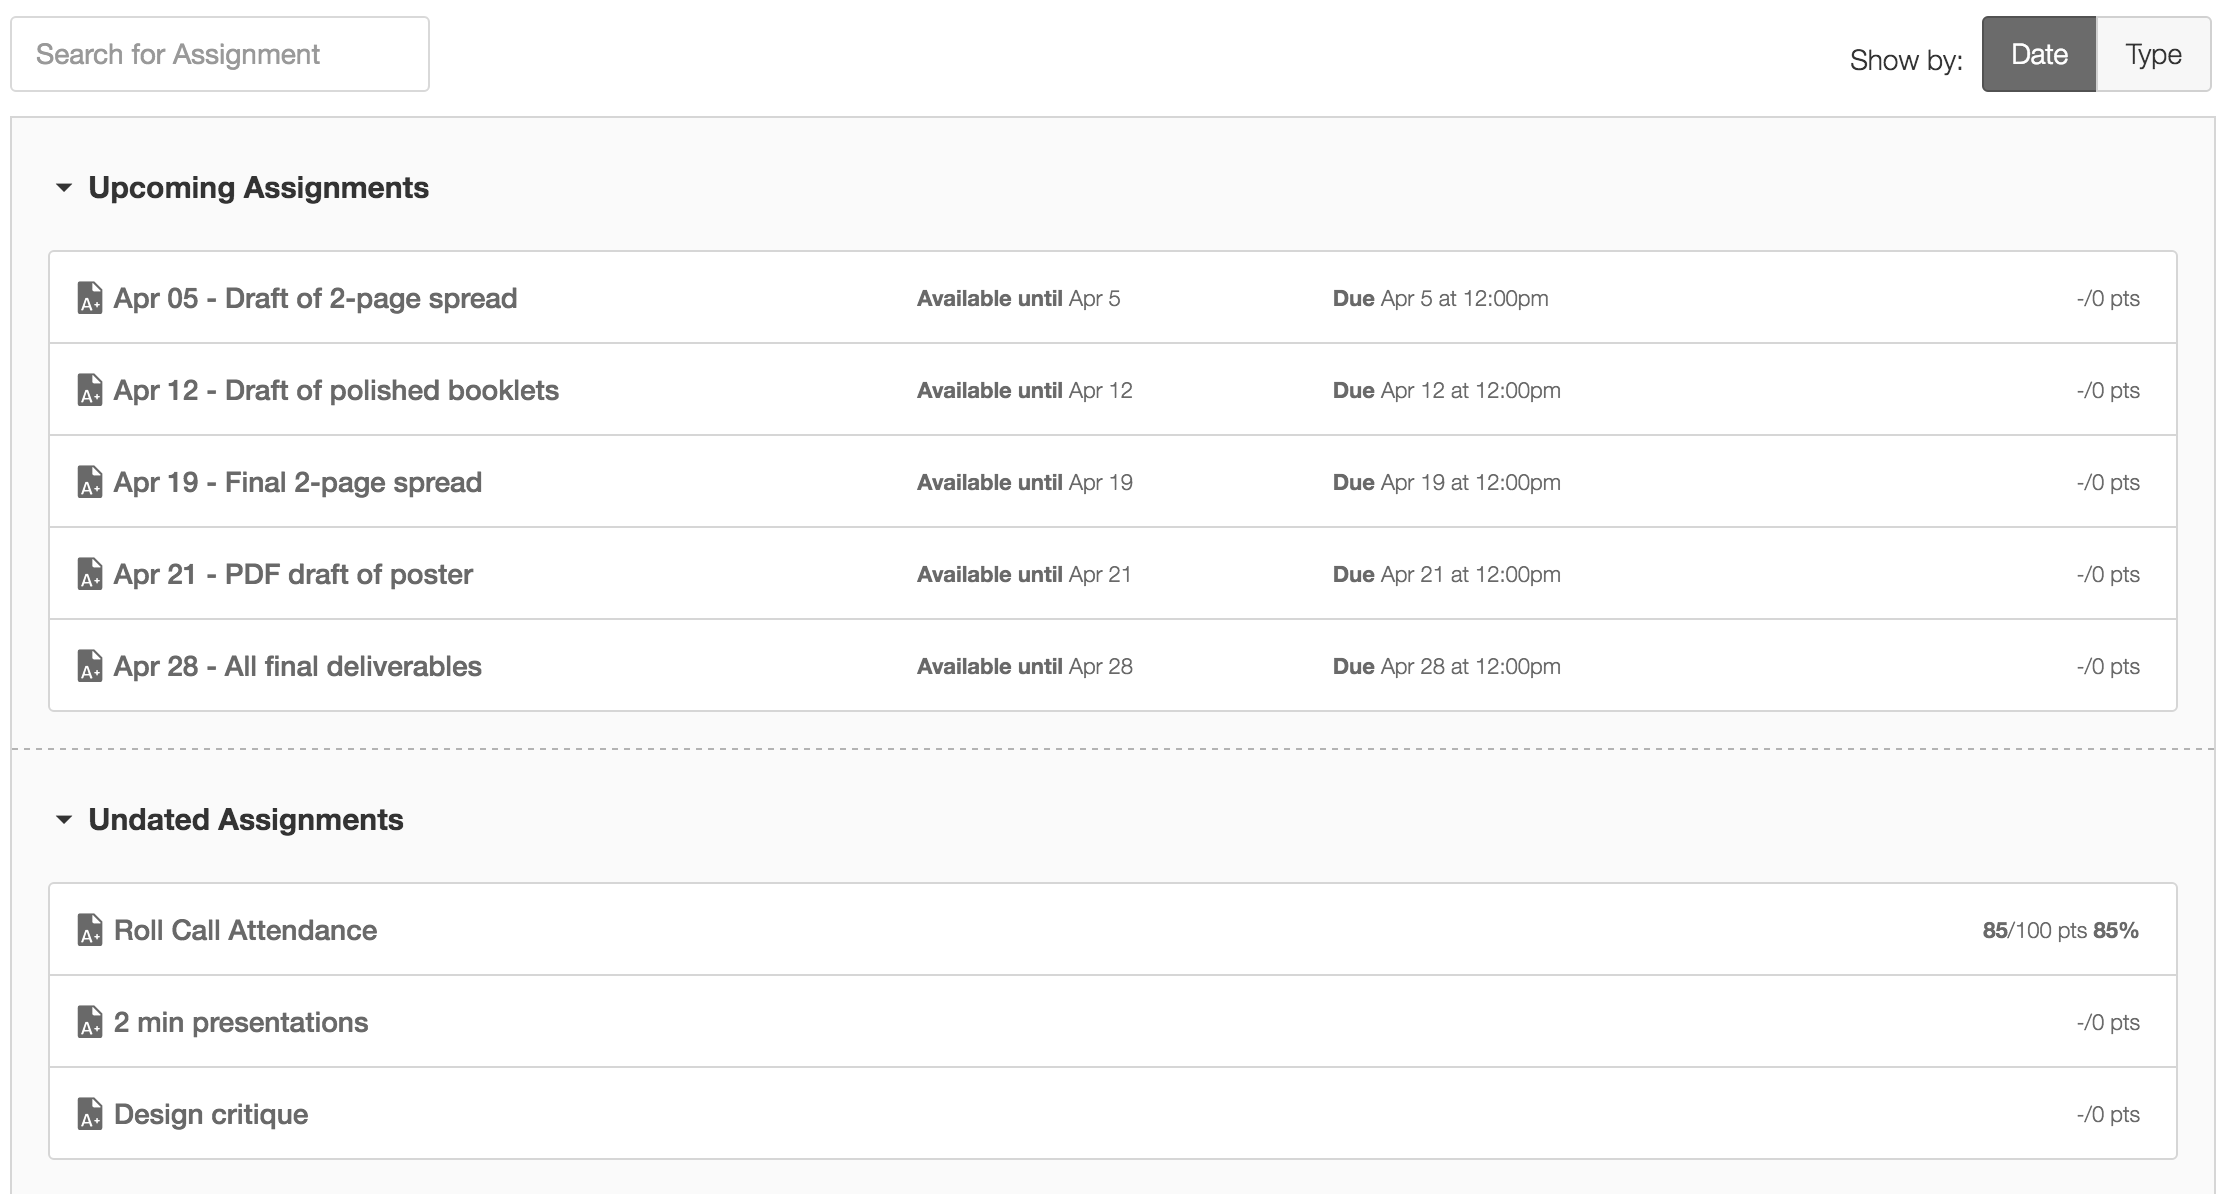 Search for Assignment
Show by: Date Type
Upcoming Assignments
A+ Apr 05 - Draft of 2-page spread Available until Apr 5 Due Apr 5 at 12:00pm -/0 pts
A+ Apr 12 - Draft of polished booklets Available until Apr 12 Due Apr 12 at 12:00pm -/0 pts
A+ Apr 19 - Final 2-page spread Available until Apr 19 Due Apr 19 at 12:00pm -/0 pts
A+ Apr 21 - PDF draft of poster Available until Apr 21 Due Apr 21 at 12:00pm -/0 pts
A+ Apr 28 - All final deliverables Available until Apr 28 Due Apr 28 at 12:00pm -/0 pts
Undated Assignments
A+ Roll Call Attendance 85/100 pts 85%
A+ 2 min presentations -/0 pts
A+ Design critique -/0 pts